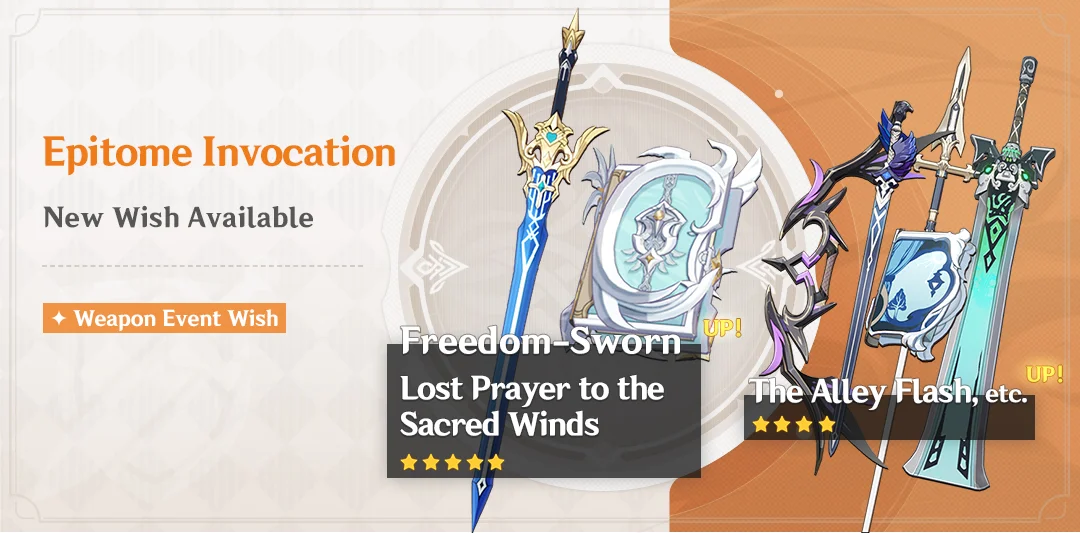 Epitome Invocation
New Wish Available
✦ Weapon Event Wish
Freedom-Sworn
UP!
Lost Prayer to the
Sacred Winds
★★★★★
The Alley Flash, etc.
UP!
★★★★